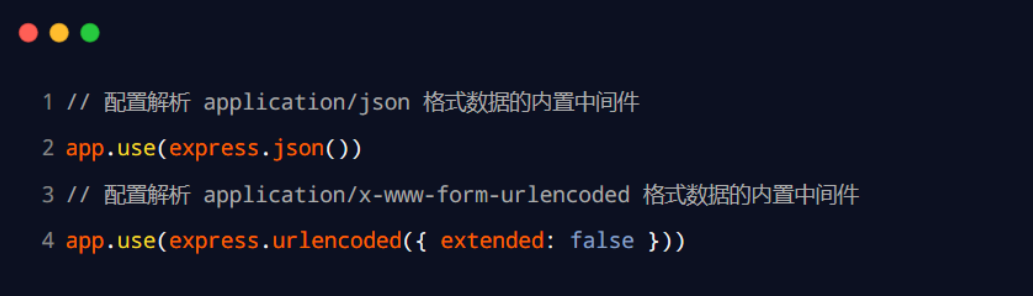 1 // 配置解析 application/json 格式数据的内置中间件
2 app.use(express.json())
3 // 配置解析 application/x-www-form-urlencoded 格式数据的内置中间件
4 app.use(express.urlencoded({ extended: false }))